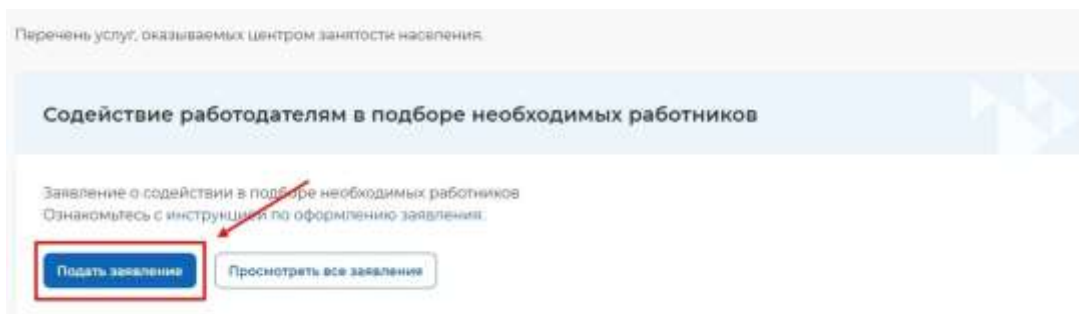 Перечень услуг, оказываемых центром занятости населения.
Содействие работодателям в подборе необходимых работников
Заявление о содействии в подборе необходимых работников
Ознакомьтесь с инструкцией по оформлению заявления.
Подать заявление
Просмотреть все заявления